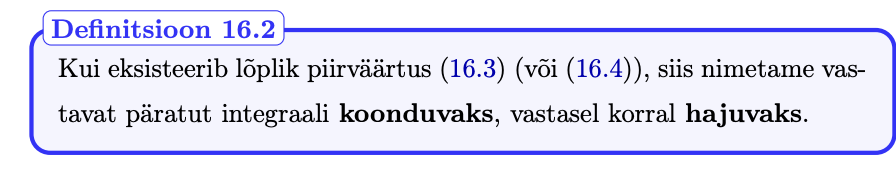 Definitsioon 16.2
Kui eksisteerib lõplik piirväärtus (16.3) (või (16.4)), siis nimetame vas-
tavat päratut integraali koonduvaks, vastasel korral hajuvaks.